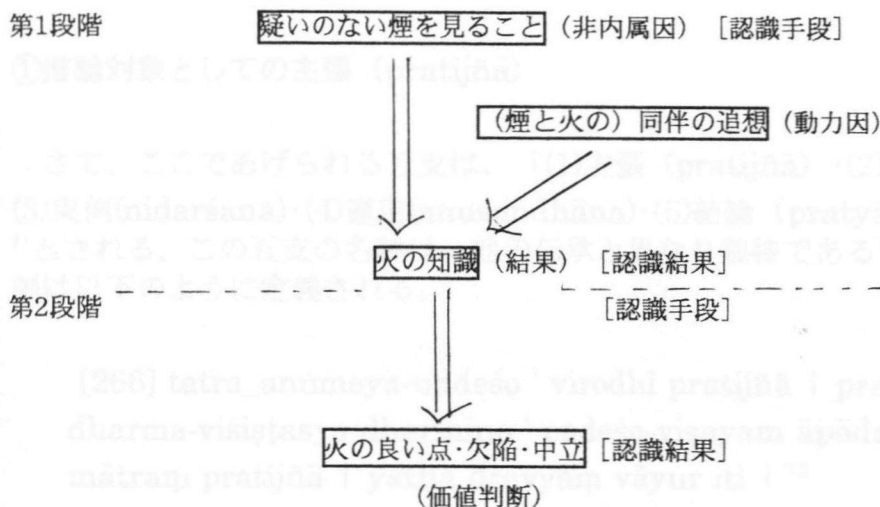 第1段階
疑いのない煙を見ること (非内属因) [認識手段]
(煙と火の) 同伴の追想 (動力因)
火の知識 (結果) [認識結果]
第2段階
[認識手段]
火の良い点・欠陥・中立 [認識結果]
(価値判断)